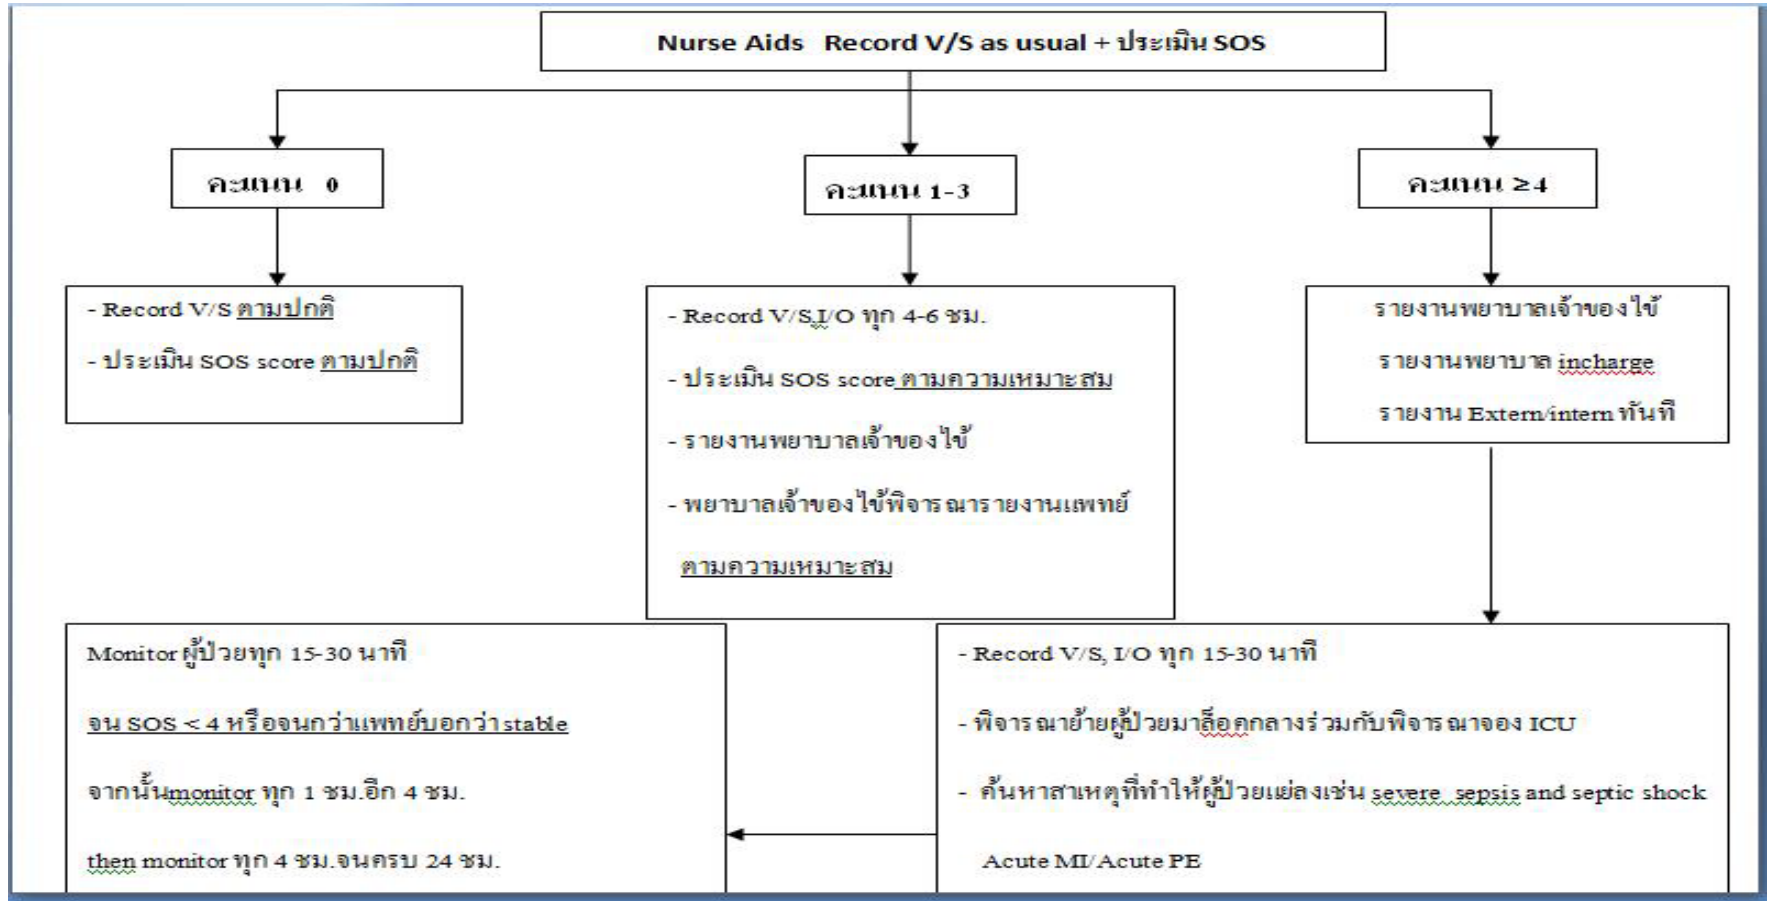 Nurse Aids Record V/S as usual + ประเมิน SOS
คะแนน 0
คะแนน 1-3
คะแนน ≥4
- Record V/S ตามปกติ
- ประเมิน SOS score ตามปกติ
- Record V/S,I/O ทุก 4-6 ชม.
- ประเมิน SOS score ตามความเหมาะสม
- รายงานพยาบาลเจ้าของไข้
- พยาบาลเจ้าของไข้พิจารณารายงานแพทย์
ตามความเหมาะสม
รายงานพยาบาลเจ้าของไข้
รายงานพยาบาล incharge
รายงาน Extern/intern ทันที
- Record V/S, I/O ทุก 15-30 นาที
- พิจารณาย้ายผู้ป่วยมาล็อคกลางร่วมกับพิจารณาจอง ICU
- ค้นหาสาเหตุที่ทำให้ผู้ป่วยแย่ลงเช่น severe sepsis and septic shock
Acute MI/Acute PE
Monitor ผู้ป่วยทุก 15-30 นาที
จน SOS < 4 หรือจนกว่าแพทย์บอกว่า stable
จากนั้นmonitor ทุก 1 ชม.อีก 4 ชม.
then monitor ทุก 4 ชม.จนครบ 24 ชม.